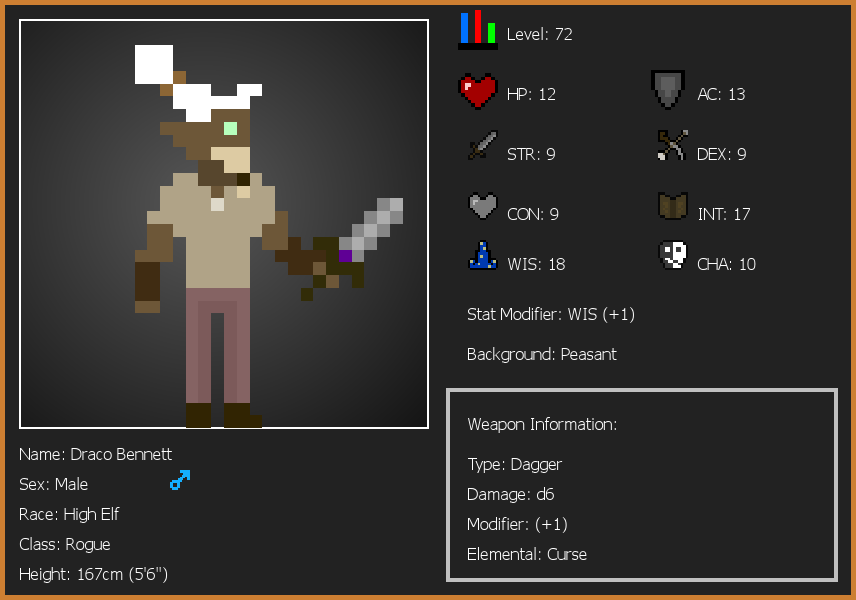 Level: 72
HP: 12
AC: 13
STR: 9
DEX: 9
CON: 9
INT: 17
WIS: 18
CHA: 10
Stat Modifier: WIS (+1)
Background: Peasant
Weapon Information:
Type: Dagger
Damage: d6
Modifier: (+1)
Elemental: Curse
Name: Draco Bennett
Sex: Male
Race: High Elf
Class: Rogue
Height: 167cm (5'6")